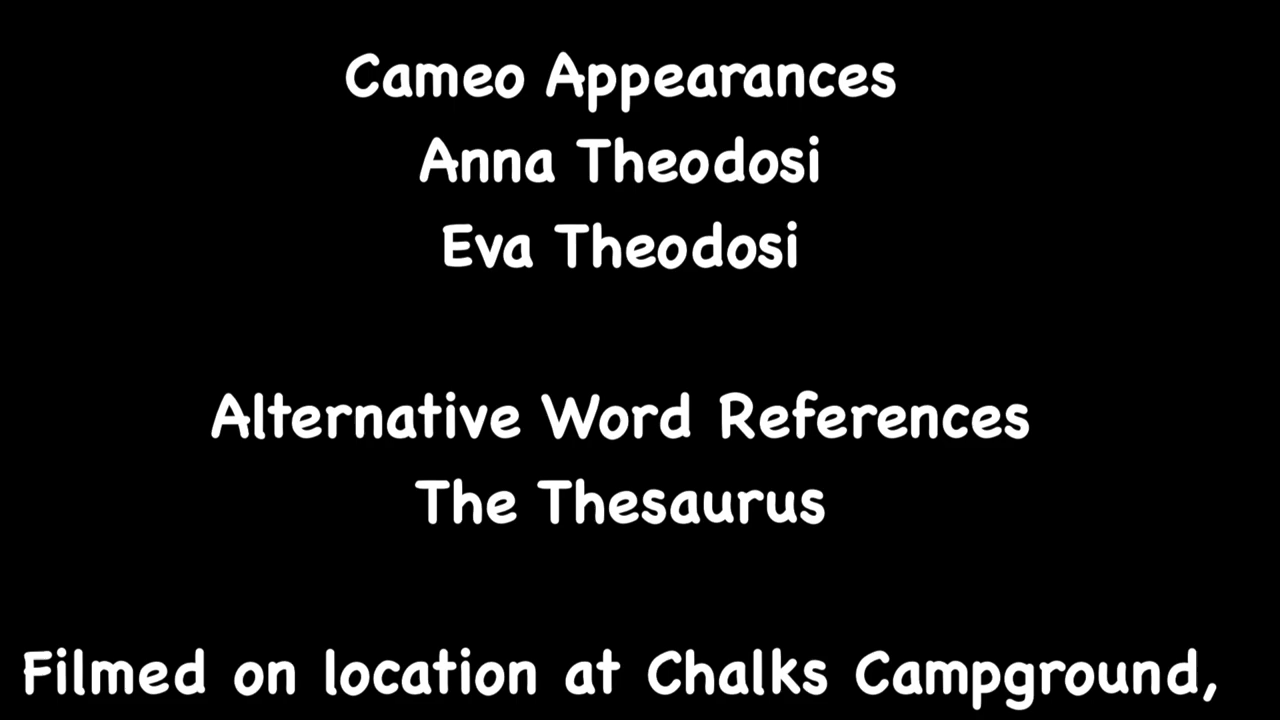 Cameo Appearances
Anna Theodosi
Eva Theodosi
Alternative Word References
The Thesaurus
Filmed on location at Chalks Campground,